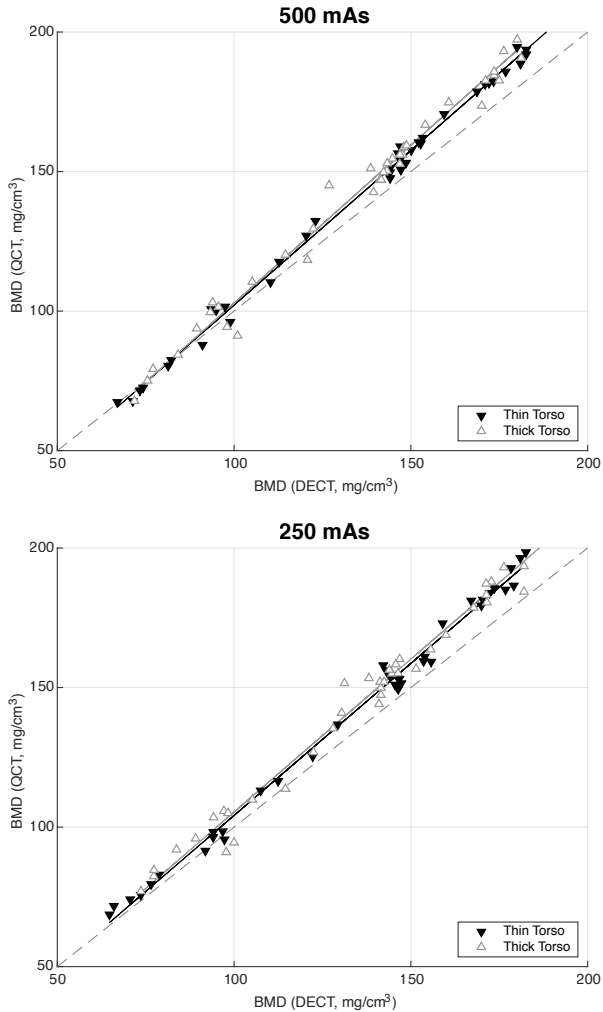 500 mAs
200
150
100
50
BMD (QCT, mg/cm³)
50 100 150 200
BMD (DECT, mg/cm³)
Thin Torso
Thick Torso
250 mAs
200
150
100
50
BMD (QCT, mg/cm³)
50 100 150 200
BMD (DECT, mg/cm³)
Thin Torso
Thick Torso